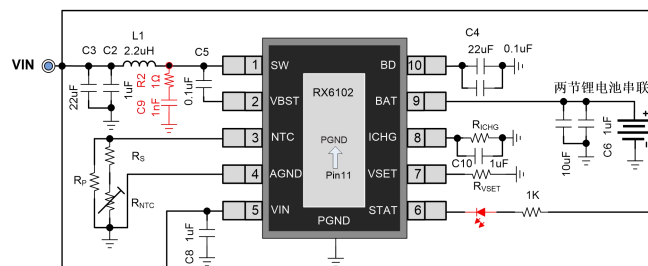 VIN
C3
22uF
C2
1uF
L1
2.2uH
R2
1Ω
C9
1nF
C5
0.1uF
1
SW
2
VBST
3
NTC
4
AGND
5
VIN
RX6102
PGND
Pin11
PGND
BD
10
BAT
9
ICHG
8
VSET
7
STAT
6
C4
22uF
0.1uF
两节锂电池串联
10uF
C6
1uF
RICHG
C10
1uF
RVSET
1K
RS
RP
RNTC
C8
1uF